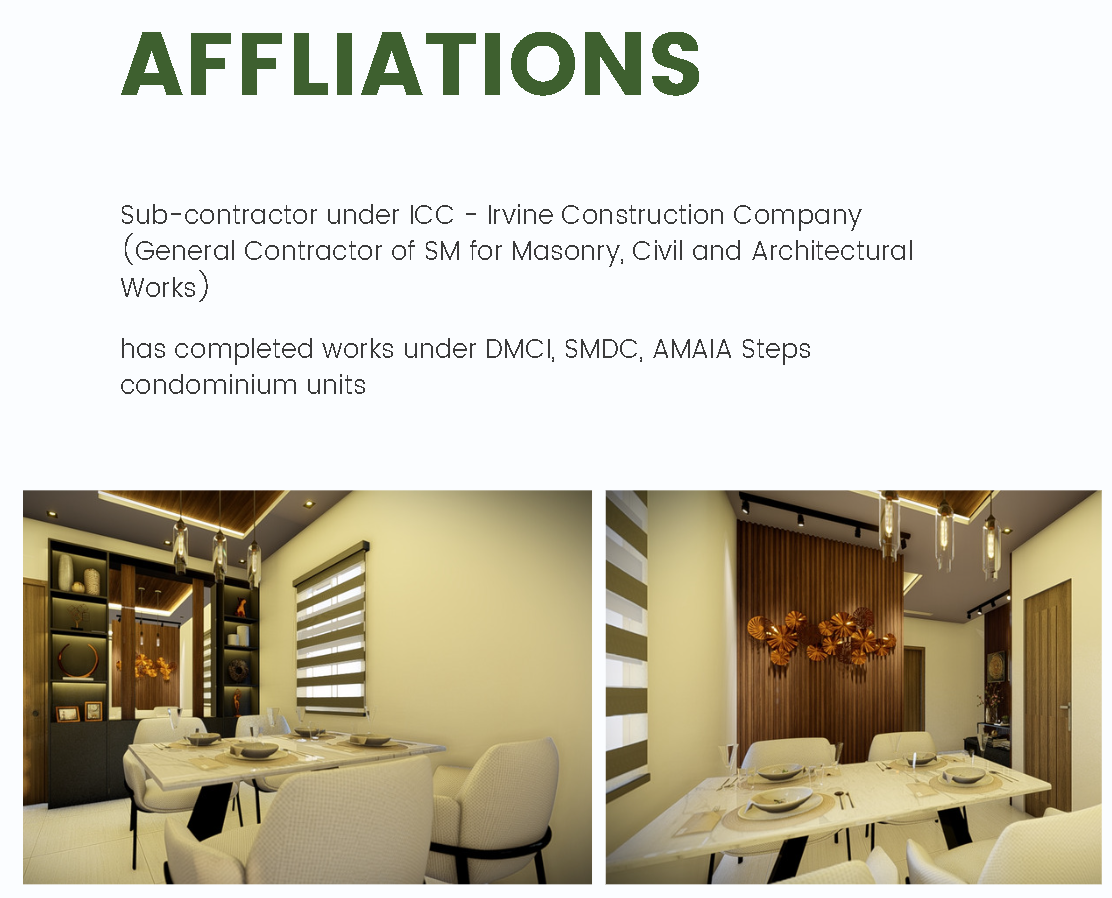 AFFLIATIONS
Sub-contractor under ICC - Irvine Construction Company
(General Contractor of SM for Masonry, Civil and Architectural
Works)
has completed works under DMCI, SMDC, AMAIA Steps
condominium units